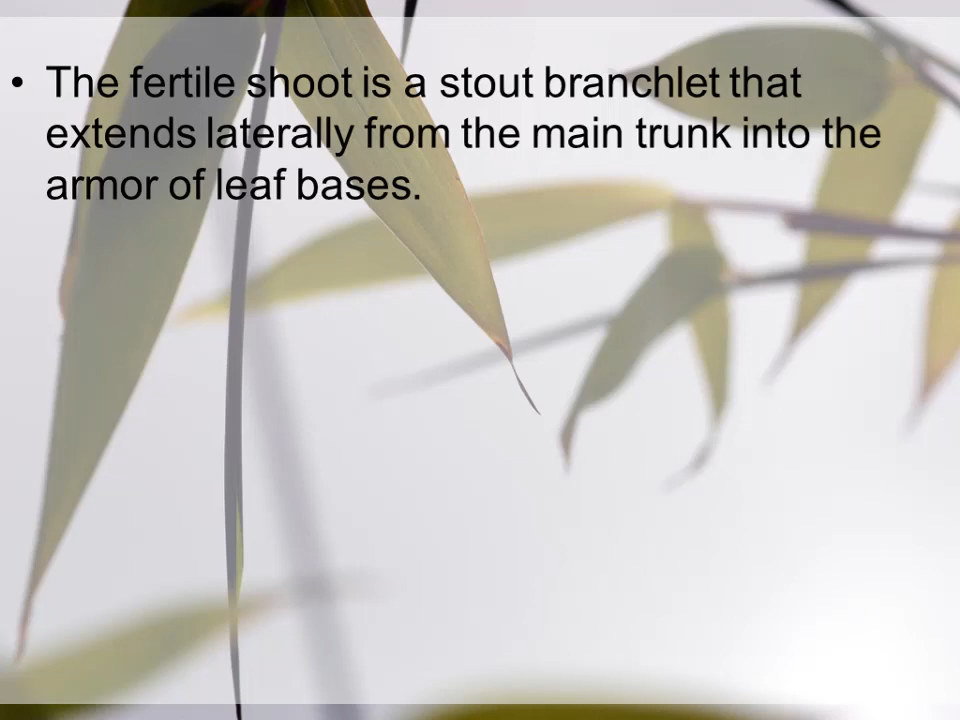 • The fertile shoot is a stout branchlet that
extends laterally from the main trunk into the
armor of leaf bases.